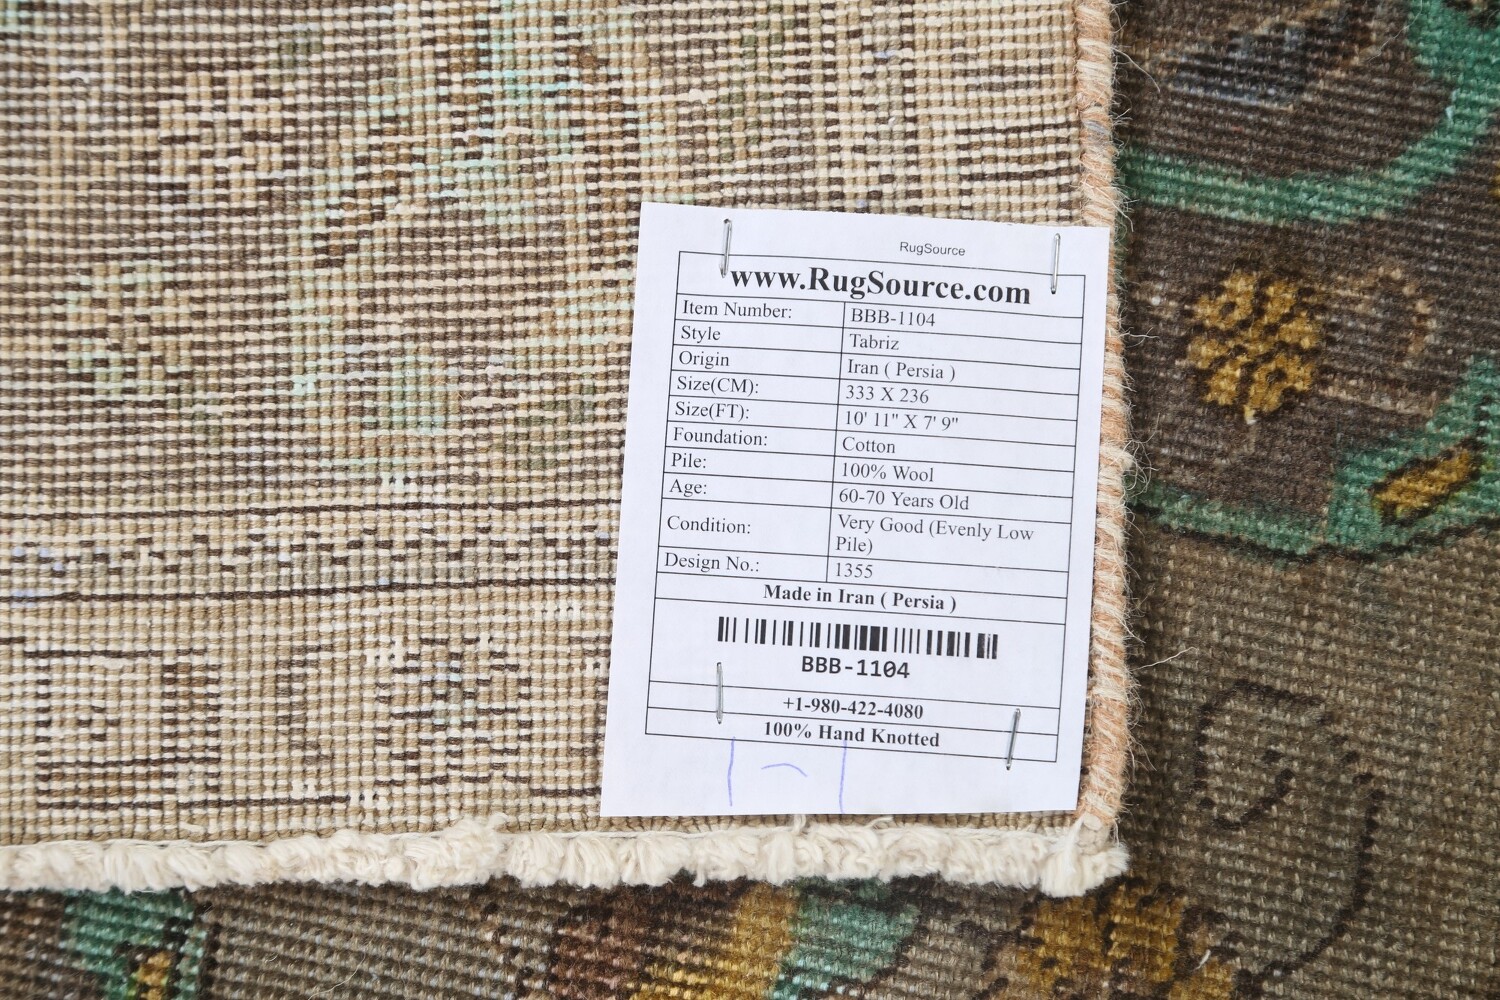 RugSource
www.RugSource.com
Item Number: BBB-1104
Style Tabriz
Origin Iran ( Persia )
Size(CM): 333 X 236
Size(FT): 10' 11" X 7' 9"
Foundation: Cotton
Pile: 100% Wool
Age: 60-70 Years Old
Condition: Very Good (Evenly Low
Pile)
Design No.: 1355
Made in Iran ( Persia )
BBB-1104
+1-980-422-4080
100% Hand Knotted